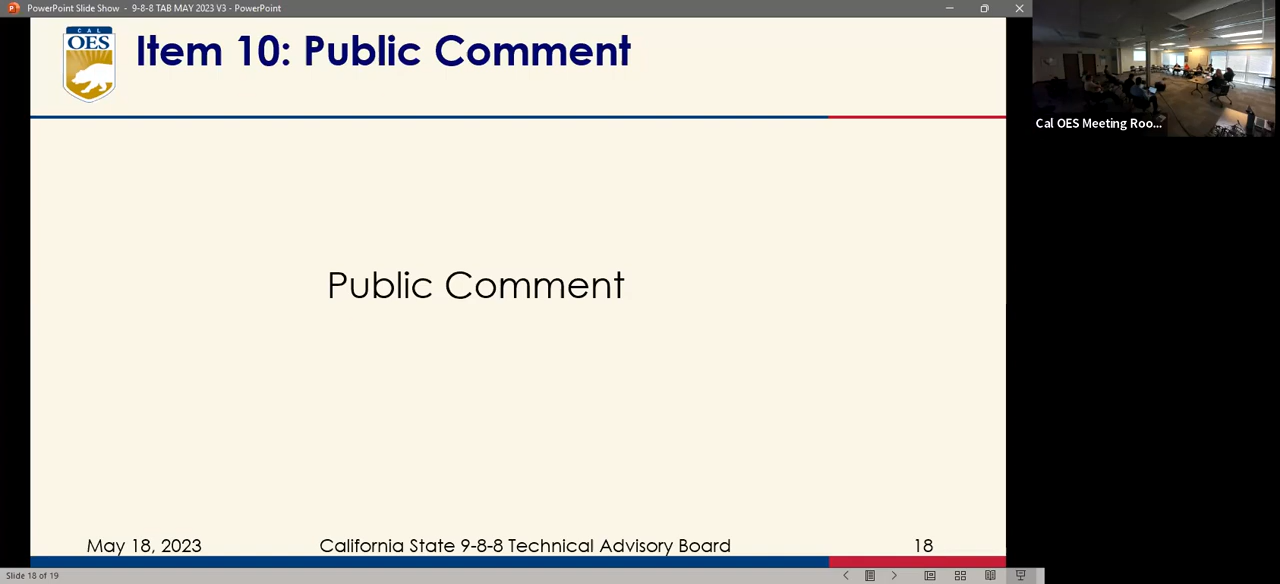 PowerPoint Slide Show - 9-8-8 TAB MAY 2023 V3 - PowerPoint
CAL
OES
Item 10: Public Comment
Cal OES Meeting Roo...
Public Comment
May 18, 2023
California State 9-8-8 Technical Advisory Board
18
Slide 18 of 19